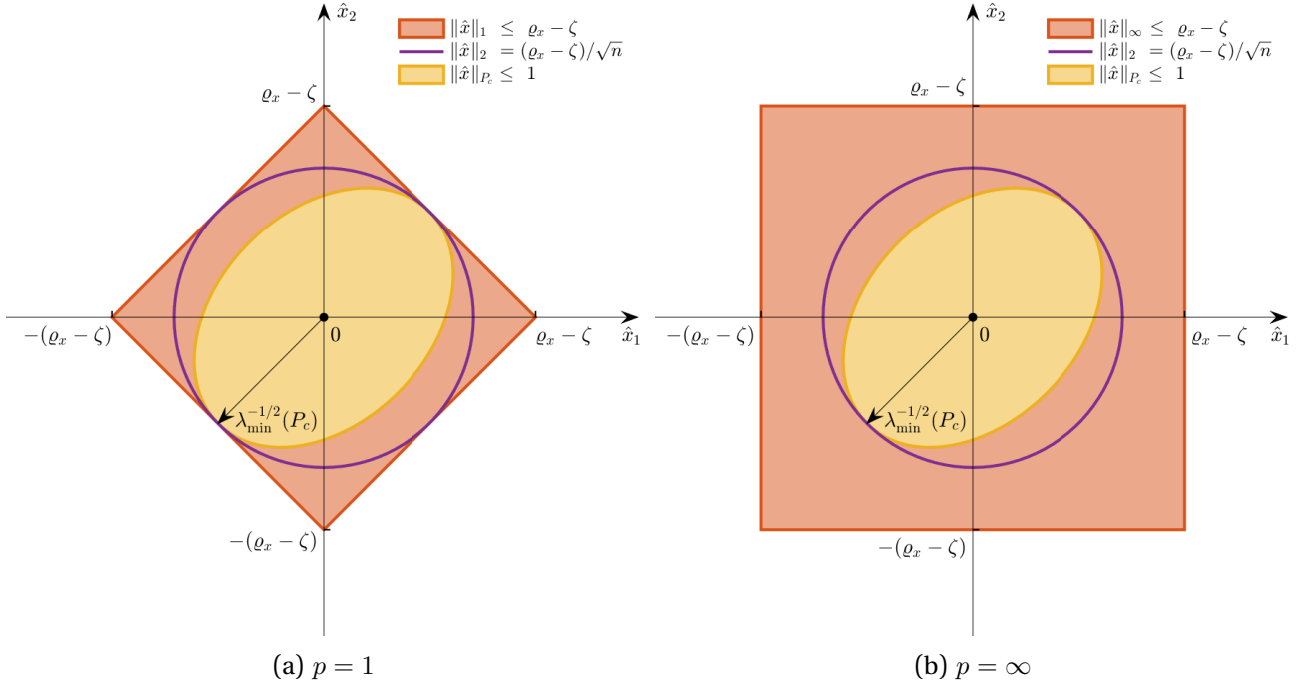 x̂₂
‖x̂‖₁ ≤ ϱₓ − ζ
‖x̂‖₂ = (ϱₓ − ζ)/√n
‖x̂‖_{P_c} ≤ 1
ϱₓ − ζ
−(ϱₓ − ζ)
0
ϱₓ − ζ
x̂₁
λ_min^{−1/2}(P_c)
−(ϱₓ − ζ)
(a) p = 1
x̂₂
‖x̂‖_∞ ≤ ϱₓ − ζ
‖x̂‖₂ = (ϱₓ − ζ)/√n
‖x̂‖_{P_c} ≤ 1
ϱₓ − ζ
−(ϱₓ − ζ)
0
ϱₓ − ζ
x̂₁
λ_min^{−1/2}(P_c)
−(ϱₓ − ζ)
(b) p = ∞